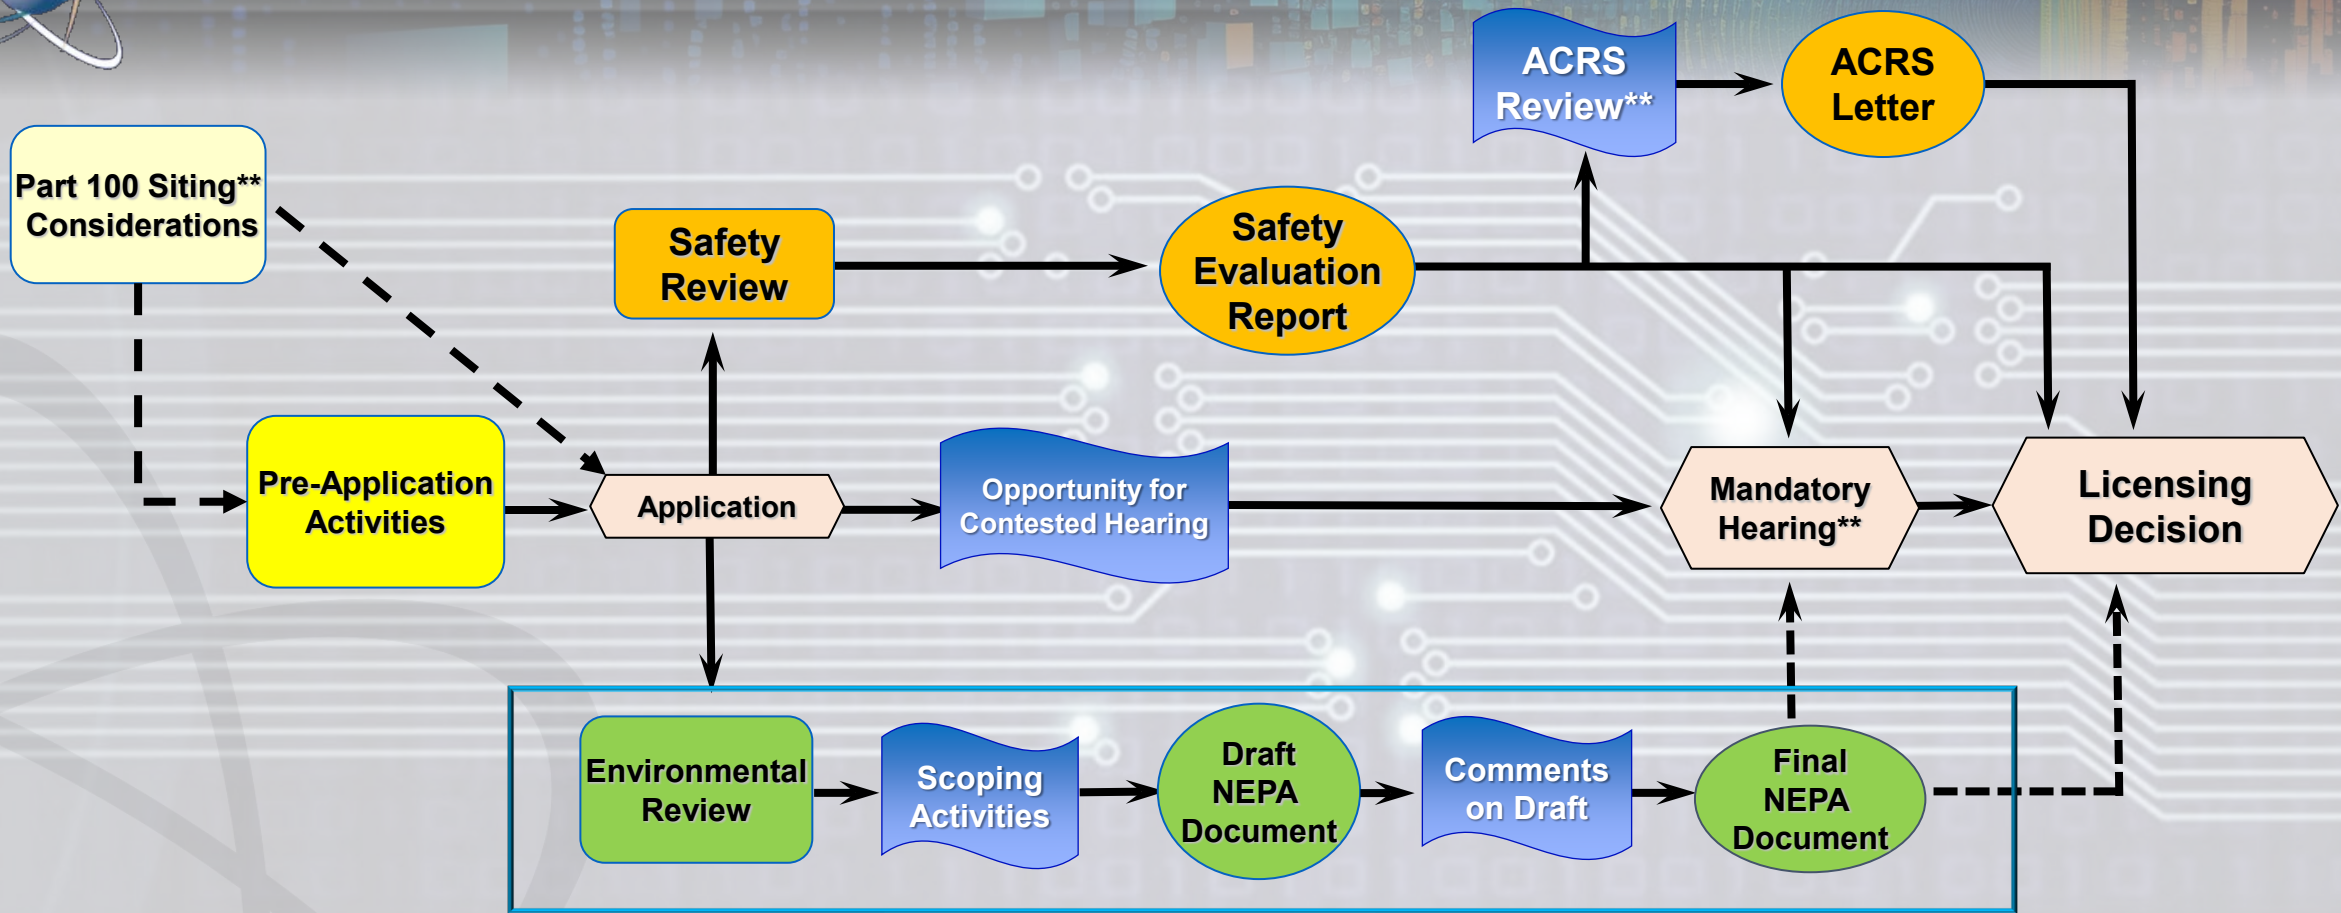 ACRS
Review**
ACRS
Letter
Part 100 Siting**
Considerations
Safety
Review
Safety
Evaluation
Report
Pre-Application
Activities
Application
Opportunity for
Contested Hearing
Mandatory
Hearing**
Licensing
Decision
Environmental
Review
Scoping
Activities
Draft
NEPA
Document
Comments
on Draft
Final
NEPA
Document